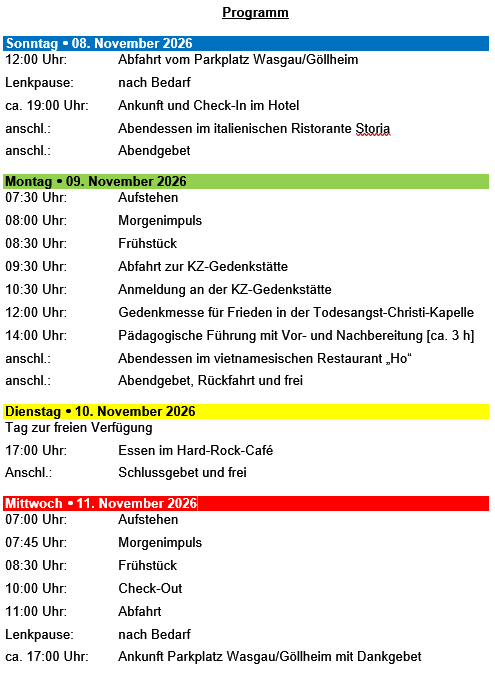 Programm
Sonntag • 08. November 2026
12:00 Uhr: Abfahrt vom Parkplatz Wasgau/Göllheim
Lenkpause: nach Bedarf
ca. 19:00 Uhr: Ankunft und Check-In im Hotel
anschl.: Abendessen im italienischen Ristorante Storia
anschl.: Abendgebet
Montag • 09. November 2026
07:30 Uhr: Aufstehen
08:00 Uhr: Morgenimpuls
08:30 Uhr: Frühstück
09:30 Uhr: Abfahrt zur KZ-Gedenkstätte
10:30 Uhr: Anmeldung an der KZ-Gedenkstätte
12:00 Uhr: Gedenkmesse für Frieden in der Todesangst-Christi-Kapelle
14:00 Uhr: Pädagogische Führung mit Vor- und Nachbereitung [ca. 3 h]
anschl.: Abendessen im vietnamesischen Restaurant „Ho“
anschl.: Abendgebet, Rückfahrt und frei
Dienstag • 10. November 2026
Tag zur freien Verfügung
17:00 Uhr: Essen im Hard-Rock-Café
Anschl.: Schlussgebet und frei
Mittwoch • 11. November 2026
07:00 Uhr: Aufstehen
07:45 Uhr: Morgenimpuls
08:30 Uhr: Frühstück
10:00 Uhr: Check-Out
11:00 Uhr: Abfahrt
Lenkpause: nach Bedarf
ca. 17:00 Uhr: Ankunft Parkplatz Wasgau/Göllheim mit Dankgebet